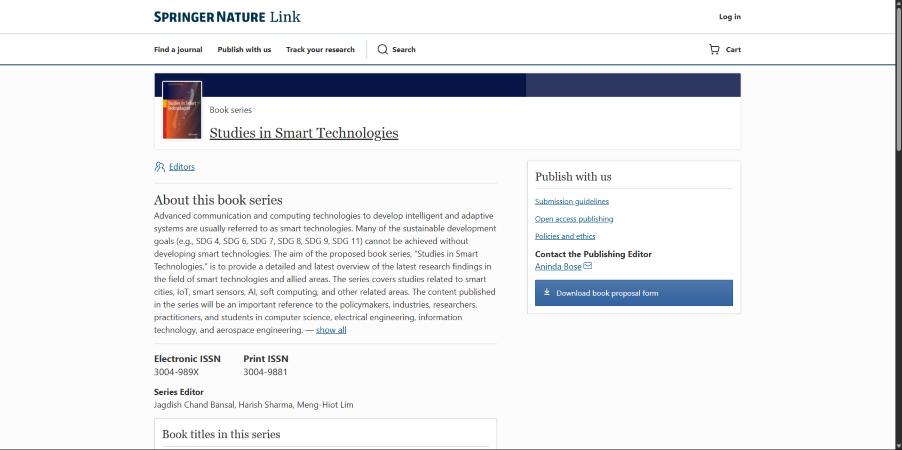 SPRINGER NATURE Link
Log in
Find a journal
Publish with us
Track your research
Search
Cart
Studies in Smart Technologies
Book series
Studies in Smart Technologies
Editors
About this book series
Advanced communication and computing technologies to develop intelligent and adaptive
systems are usually referred to as smart technologies. Many of the sustainable development
goals (e.g., SDG 4, SDG 6, SDG 7, SDG 8, SDG 9, SDG 11) cannot be achieved without
developing smart technologies. The aim of the proposed book series, "Studies in Smart
Technologies," is to provide a detailed and latest overview of the latest research findings in
the field of smart technologies and allied areas. The series covers studies related to smart
cities, IoT, smart sensors, AI, soft computing, and other related areas. The content published
in the series will be an important reference to the policymakers, industries, researchers,
practitioners, and students in computer science, electrical engineering, information
technology, and aerospace engineering. — show all
Electronic ISSN
3004-989X
Print ISSN
3004-9881
Series Editor
Jagdish Chand Bansal, Harish Sharma, Meng-Hiot Lim
Book titles in this series
Publish with us
Submission guidelines
Open access publishing
Policies and ethics
Contact the Publishing Editor
Aninda Bose
Download book proposal form